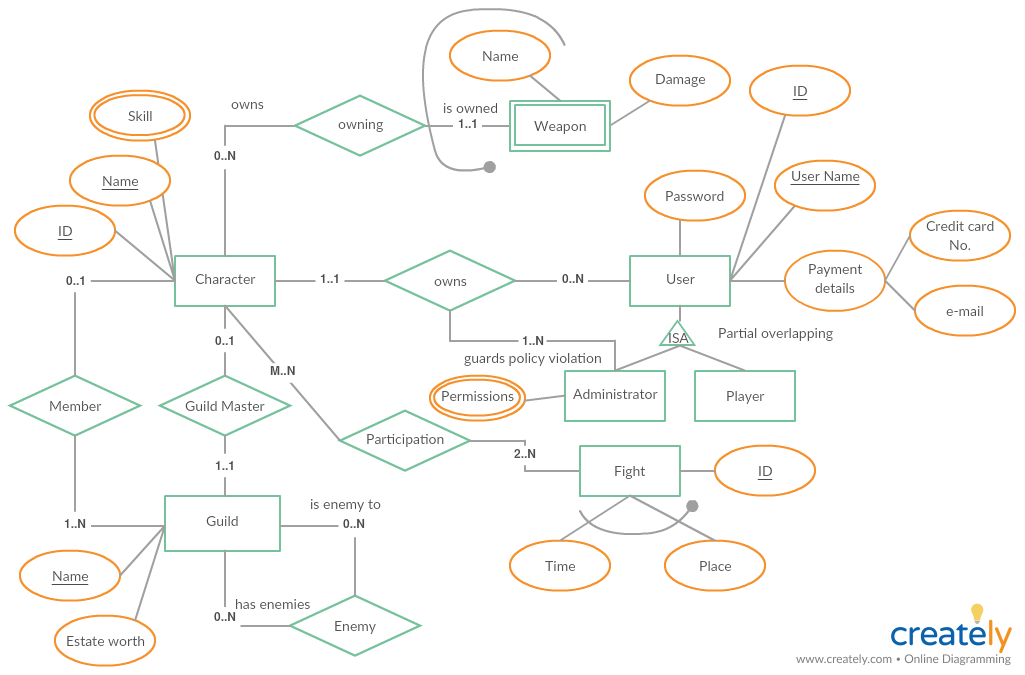 Name
Damage
ID
owns
is owned
Skill
owning
1..1
Weapon
0..N
Name
User Name
Password
ID
Credit card
No.
0..1
Character
1..1
owns
0..N
User
Payment
details
e-mail
0..1
1..N
ISA
Partial overlapping
guards policy violation
M..N
Member
Guild Master
Permissions
Administrator
Player
Participation
2..N
Fight
ID
1..1
is enemy to
1..N
Guild
0..N
Name
Time
Place
has enemies
0..N
Estate worth
Enemy
creately
www.creately.com • Online Diagramming